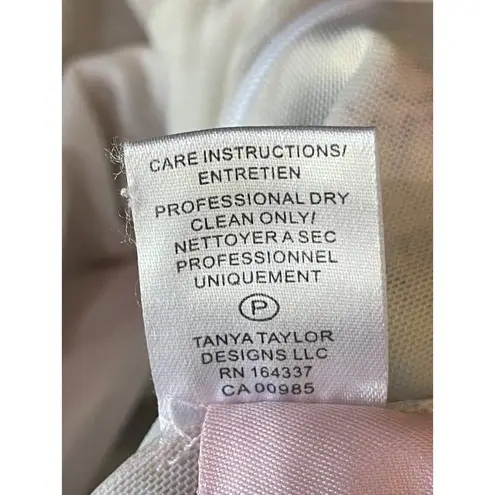 CARE INSTRUCTIONS/
ENTRETIEN
PROFESSIONAL DRY
CLEAN ONLY/
NETTOYER A SEC
PROFESSIONNEL
UNIQUEMENT
P
TANYA TAYLOR
DESIGNS LLC
RN 164337
CA 00985